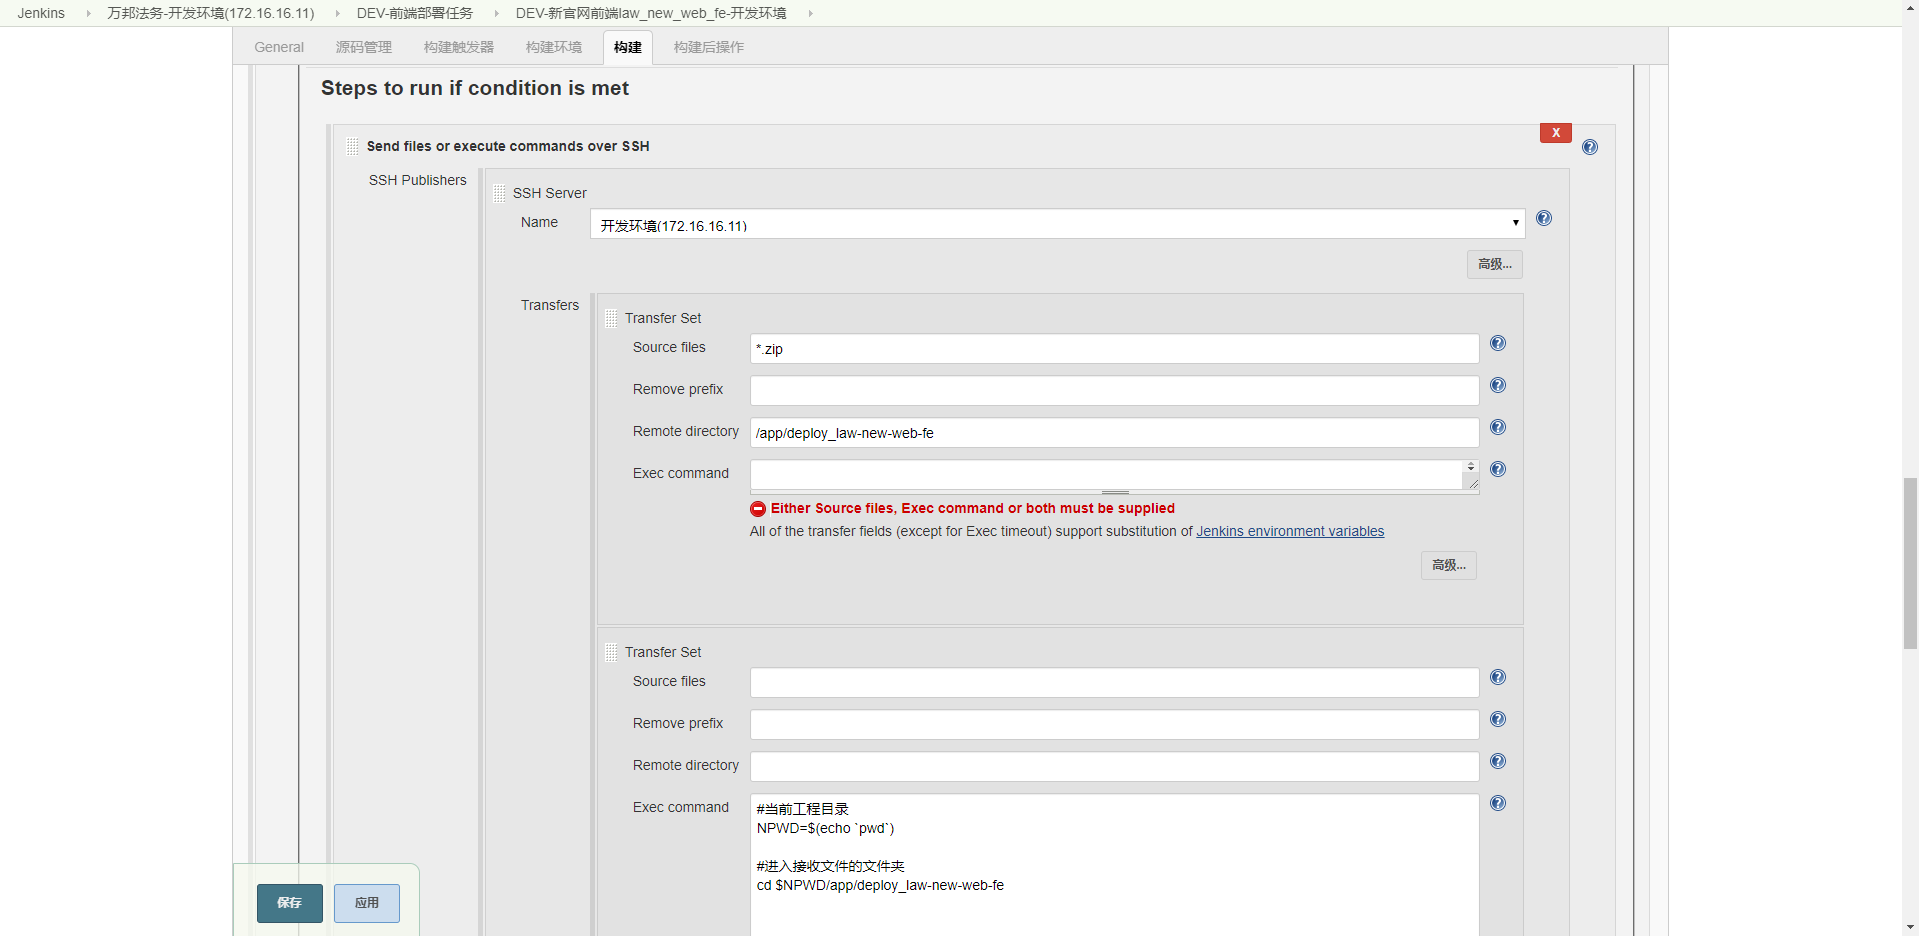 Jenkins 万邦法务-开发环境(172.16.16.11) DEV-前端部署任务 DEV-新官网前端law_new_web_fe-开发环境
General 源码管理 构建触发器 构建环境 构建 构建后操作
Steps to run if condition is met
X
Send files or execute commands over SSH
SSH Publishers
SSH Server
Name 开发环境(172.16.16.11)
高级...
Transfers
Transfer Set
Source files *.zip
Remove prefix
Remote directory /app/deploy_law-new-web-fe
Exec command
Either Source files, Exec command or both must be supplied
All of the transfer fields (except for Exec timeout) support substitution of Jenkins environment variables
高级...
Transfer Set
Source files
Remove prefix
Remote directory
Exec command #当前工程目录
NPWD=$(echo `pwd`)
#进入接收文件的文件夹
cd $NPWD/app/deploy_law-new-web-fe
保存 应用